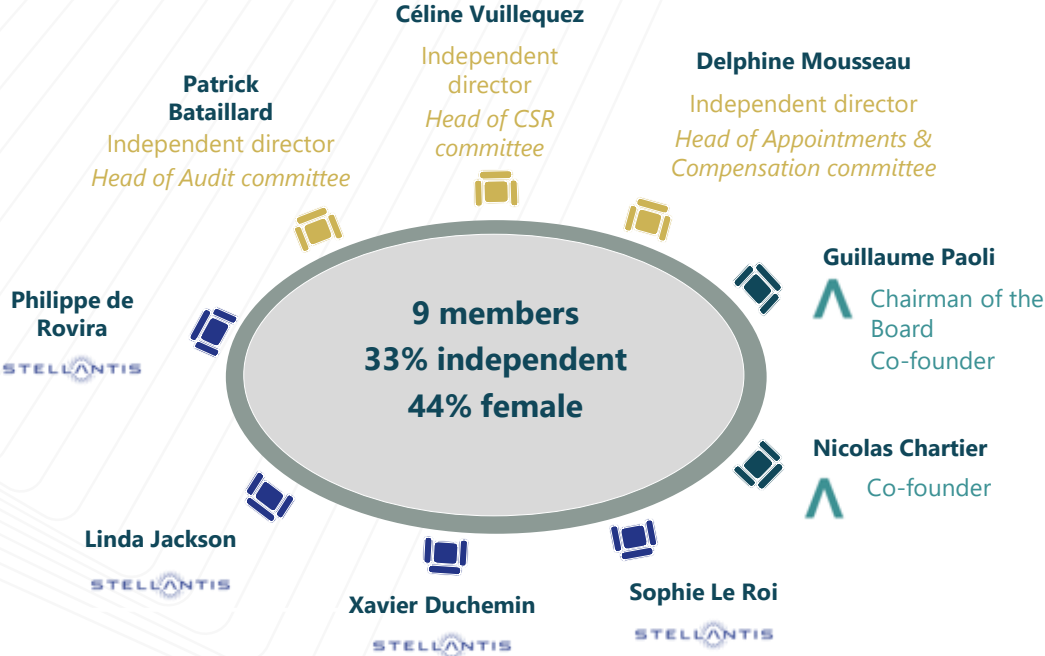 Céline Vuillequez
Independent
director
Head of CSR
committee
Patrick
Bataillard
Independent director
Head of Audit committee
Delphine Mousseau
Independent director
Head of Appointments &
Compensation committee
Guillaume Paoli
Chairman of the
Board
Co-founder
Philippe de
Rovira
STELLANTIS
9 members
33% independent
44% female
Nicolas Chartier
Co-founder
Linda Jackson
STELLANTIS
Xavier Duchemin
STELLANTIS
Sophie Le Roi
STELLANTIS